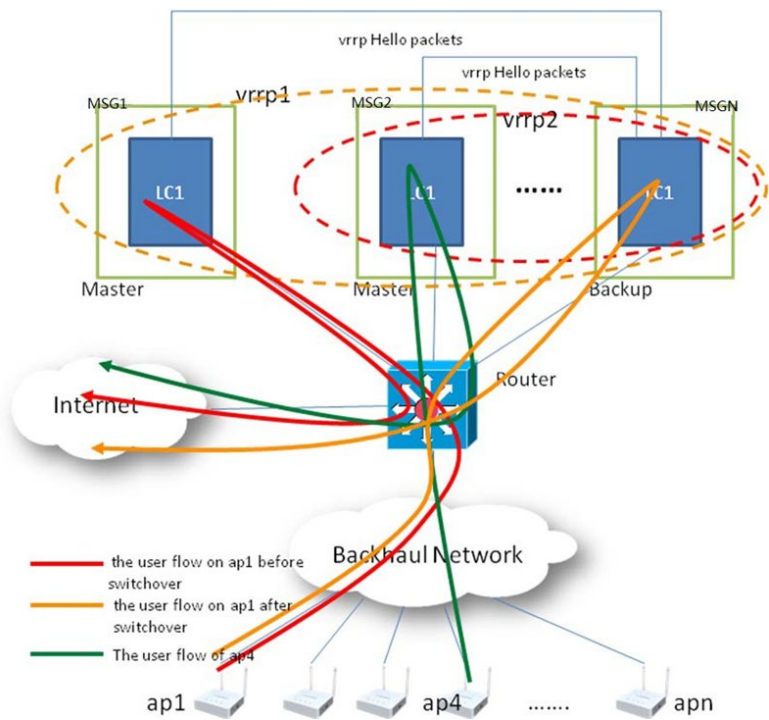 vrrp Hello packets
vrrp Hello packets
MSG1
vrrp1
MSG2
MSGN
vrrp2
LC1
LC1
......
LC1
Master
Master
Backup
Router
Internet
Backhaul Network
the user flow on ap1 before
switchover
the user flow on ap1 after
switchover
The user flow of ap4
ap1
ap4
.......
apn